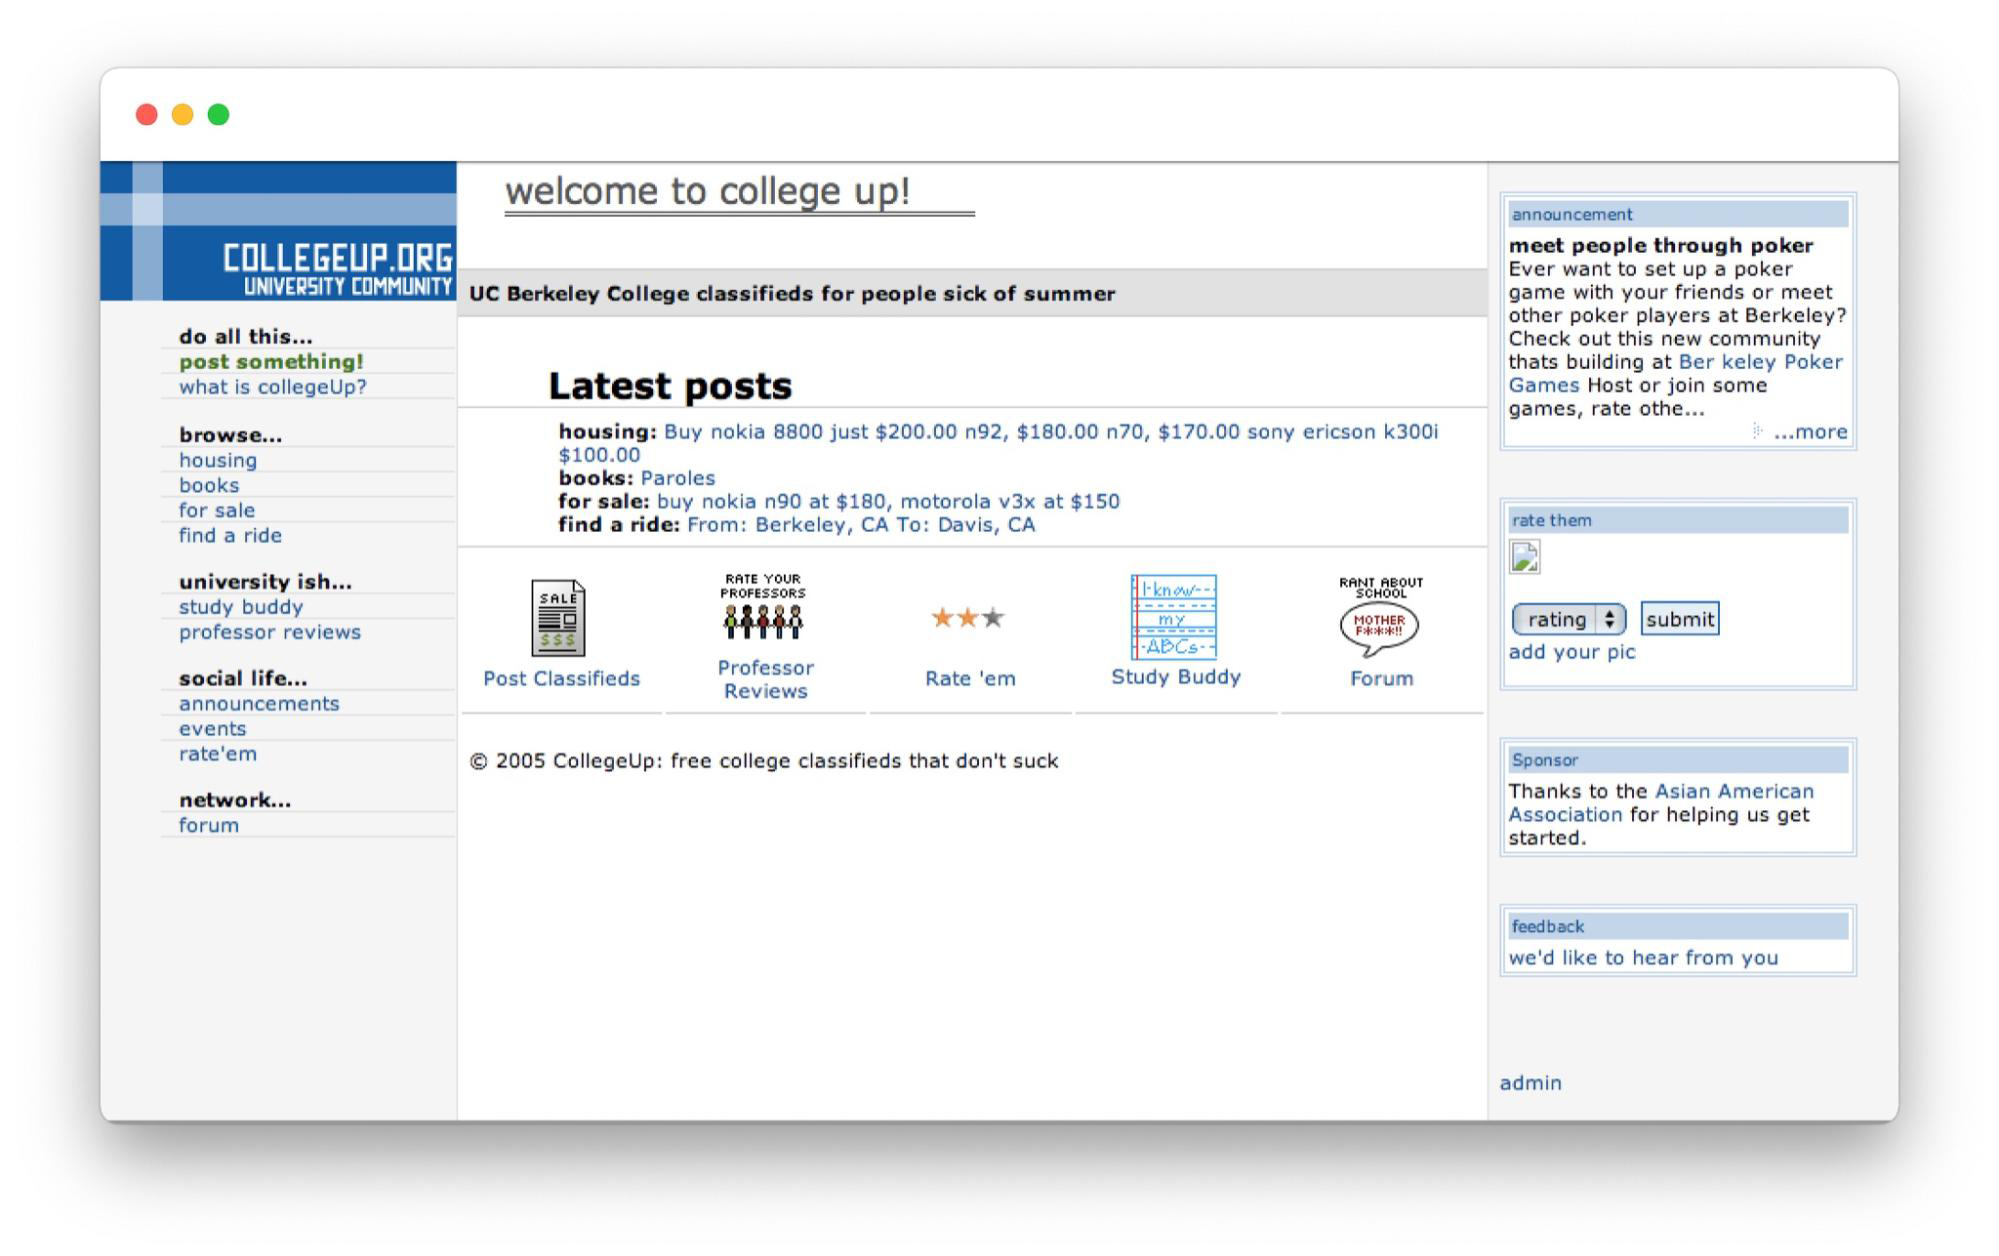 COLLEGEUP.ORG
UNIVERSITY COMMUNITY
do all this...
post something!
what is collegeUp?
browse...
housing
books
for sale
find a ride
university ish...
study buddy
professor reviews
social life...
announcements
events
rate'em
network...
forum
welcome to college up!
UC Berkeley College classifieds for people sick of summer
Latest posts
housing: Buy nokia 8800 just $200.00 n92, $180.00 n70, $170.00 sony ericson k300i
$100.00
books: Paroles
for sale: buy nokia n90 at $180, motorola v3x at $150
find a ride: From: Berkeley, CA To: Davis, CA
SALE
$$$
Post Classifieds
RATE YOUR
PROFESSORS
Professor
Reviews
Rate 'em
I know
my
ABCs
Study Buddy
RANT ABOUT
SCHOOL
MOTHER
F***!!
Forum
© 2005 CollegeUp: free college classifieds that don't suck
announcement
meet people through poker
Ever want to set up a poker
game with your friends or meet
other poker players at Berkeley?
Check out this new community
thats building at Ber keley Poker
Games Host or join some
games, rate othe...
...more
rate them
rating submit
add your pic
Sponsor
Thanks to the Asian American
Association for helping us get
started.
feedback
we'd like to hear from you
admin